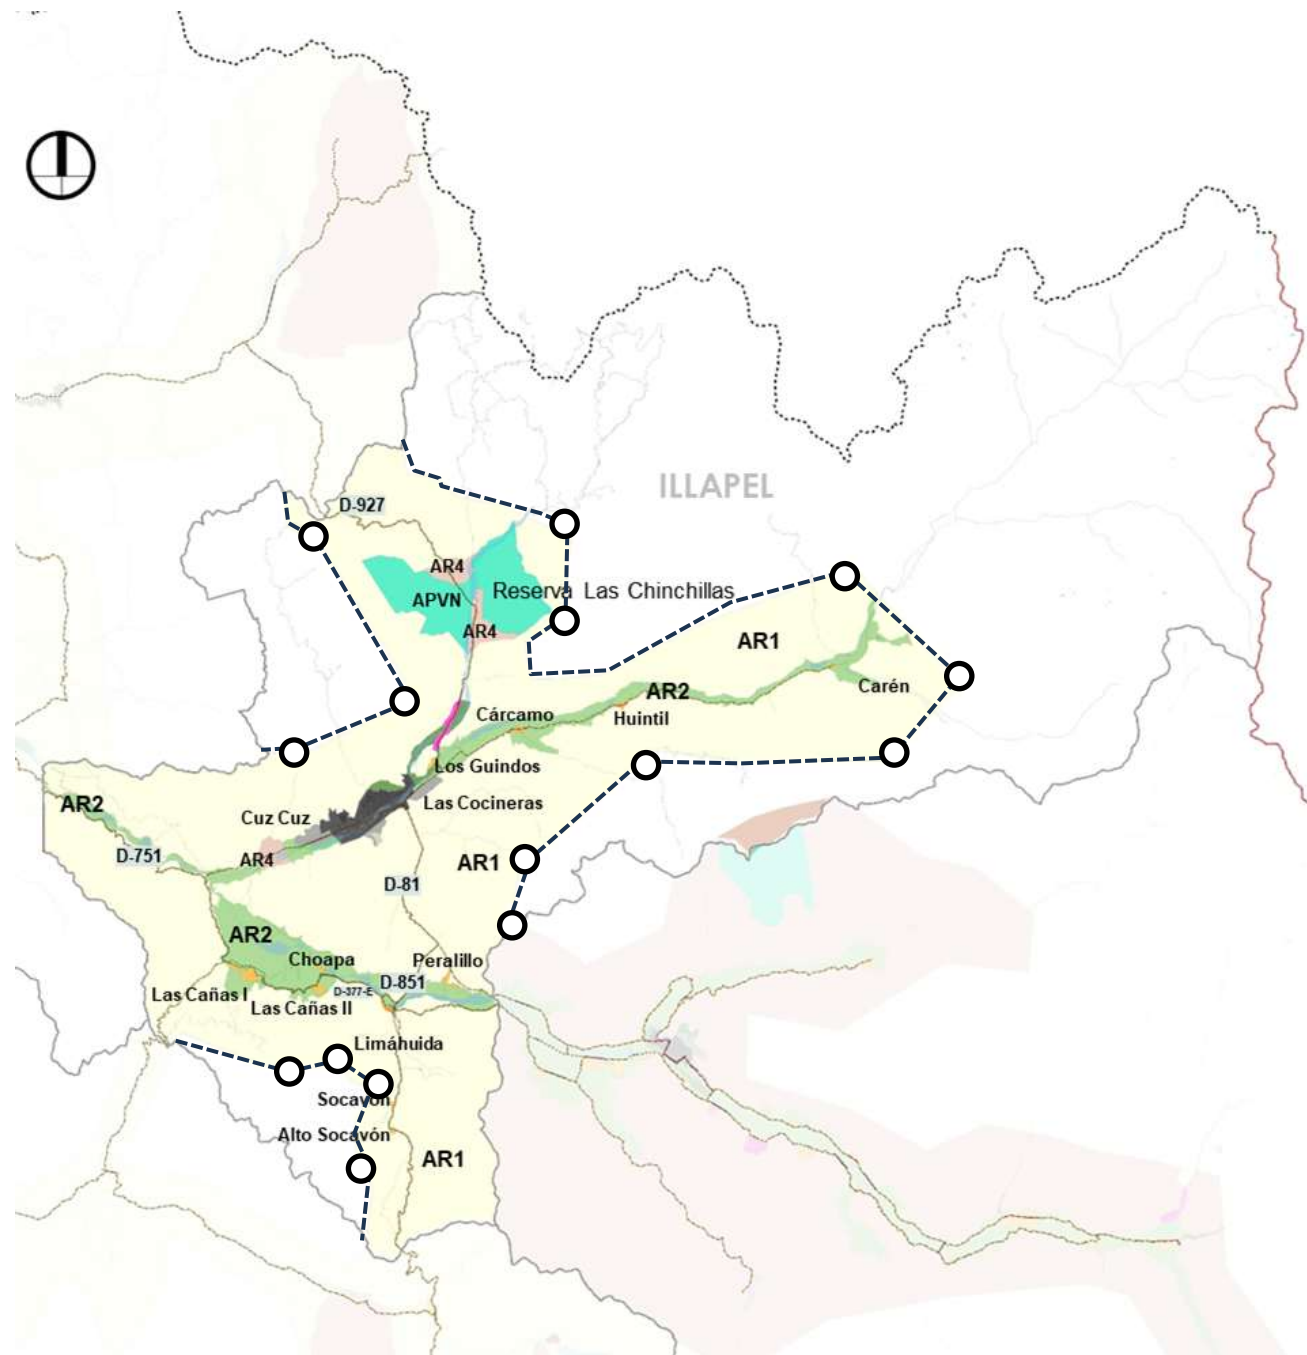 ILLAPEL
D-927
AR4
APVN
Reserva Las Chinchillas
AR4
AR1
AR2
Carén
Cárcamo
Huintil
Los Guindos
Las Cocineras
AR2
Cuz Cuz
D-751
AR4
AR1
D-81
AR2
Choapa
Peralillo
D-851
D-377-E
Las Cañas I
Las Cañas II
Limáhuida
Socavón
Alto Socavón
AR1